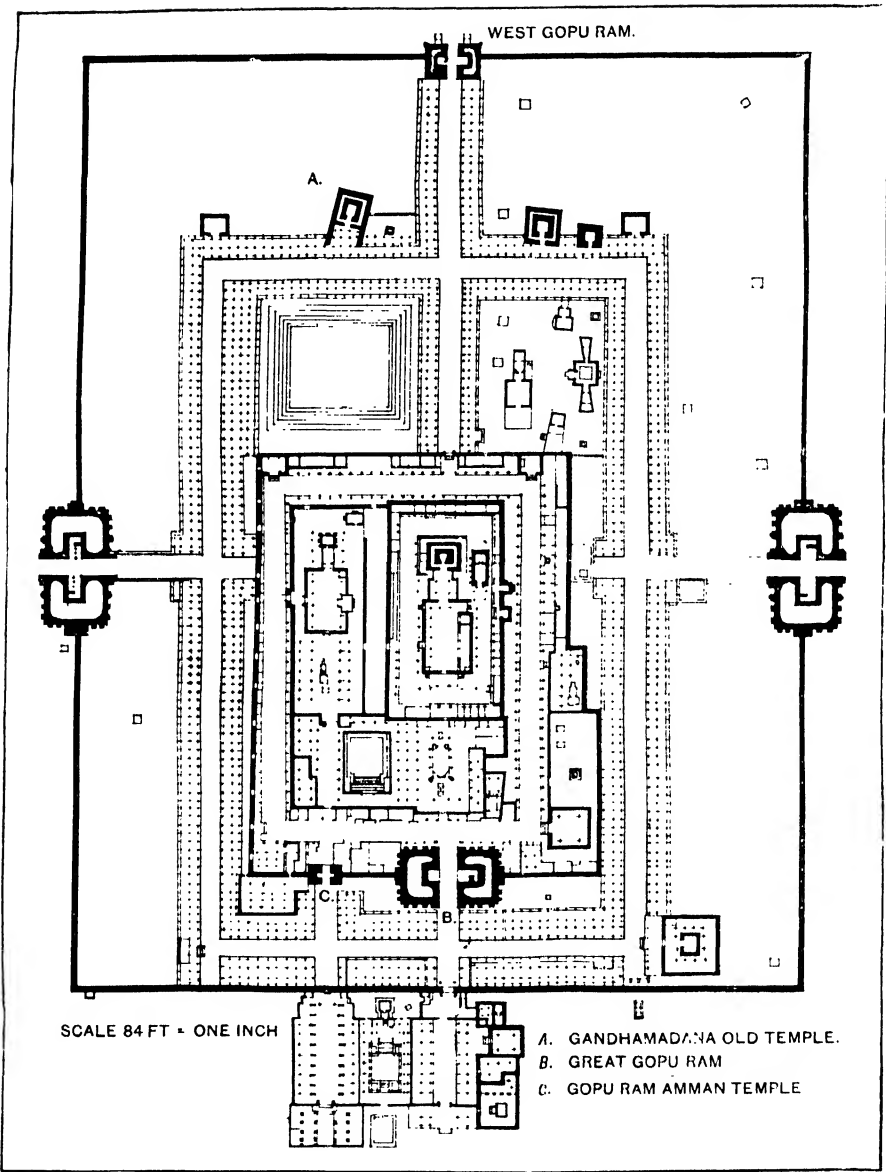 WEST GOPU RAM.
A.
C.
B.
SCALE 84 FT = ONE INCH
A. GANDHAMADANA OLD TEMPLE.
B. GREAT GOPU RAM
C. GOPU RAM AMMAN TEMPLE